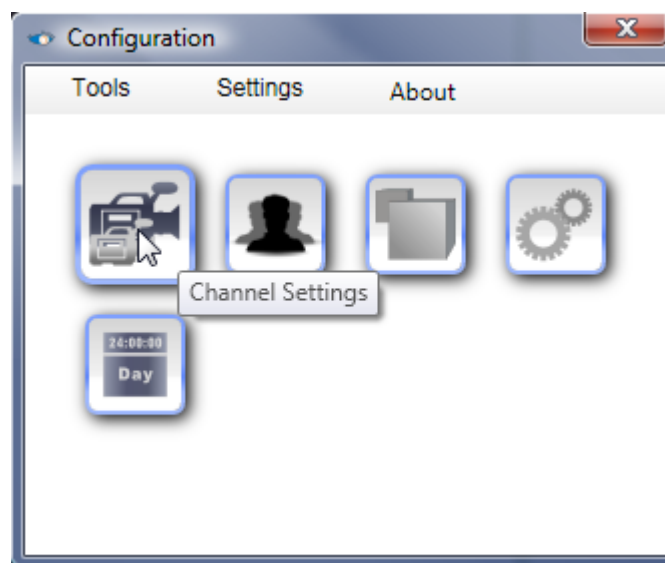 Configuration
Tools Settings About
Channel Settings
24:00:00
Day